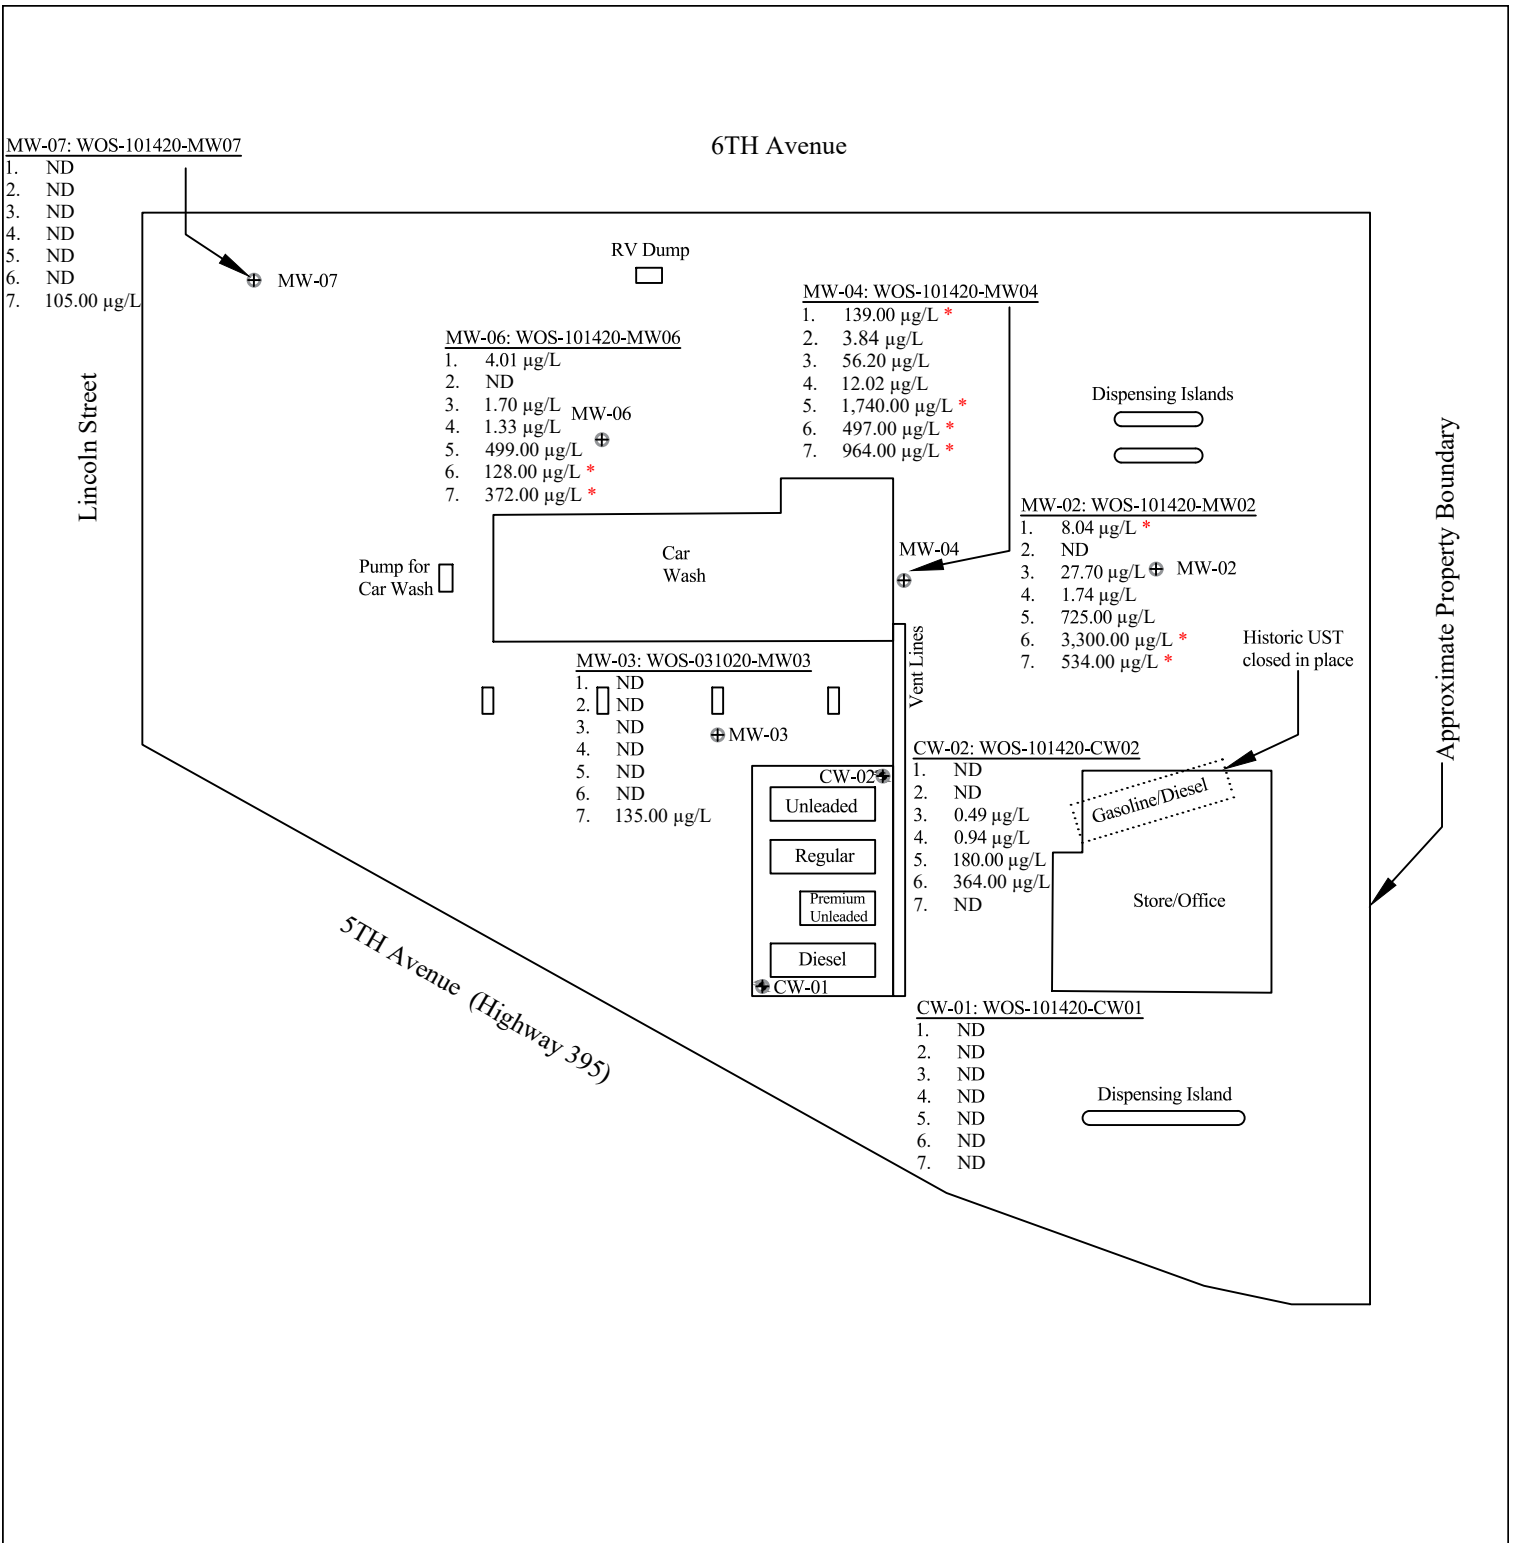 6TH Avenue
MW-07: WOS-101420-MW07
1. ND
2. ND
3. ND
4. ND
5. ND
6. ND
7. 105.00 µg/L
MW-07
RV Dump
MW-04: WOS-101420-MW04
1. 139.00 µg/L *
2. 3.84 µg/L
3. 56.20 µg/L
4. 12.02 µg/L
5. 1,740.00 µg/L *
6. 497.00 µg/L *
7. 964.00 µg/L *
MW-06: WOS-101420-MW06
1. 4.01 µg/L
2. ND
3. 1.70 µg/L
4. 1.33 µg/L
5. 499.00 µg/L
6. 128.00 µg/L *
7. 372.00 µg/L *
MW-06
Lincoln Street
Dispensing Islands
Approximate Property Boundary
MW-02: WOS-101420-MW02
1. 8.04 µg/L *
2. ND
3. 27.70 µg/L
4. 1.74 µg/L
5. 725.00 µg/L
6. 3,300.00 µg/L *
7. 534.00 µg/L *
MW-02
MW-04
Car
Wash
Pump for
Car Wash
Vent Lines
Historic UST
closed in place
MW-03: WOS-031020-MW03
1. ND
2. ND
3. ND
4. ND
5. ND
6. ND
7. 135.00 µg/L
MW-03
CW-02: WOS-101420-CW02
1. ND
2. ND
3. 0.49 µg/L
4. 0.94 µg/L
5. 180.00 µg/L
6. 364.00 µg/L
7. ND
CW-02
Unleaded
Regular
Premium
Unleaded
Diesel
CW-01
Gasoline/Diesel
Store/Office
5TH Avenue (Highway 395)
CW-01: WOS-101420-CW01
1. ND
2. ND
3. ND
4. ND
5. ND
6. ND
7. ND
Dispensing Island